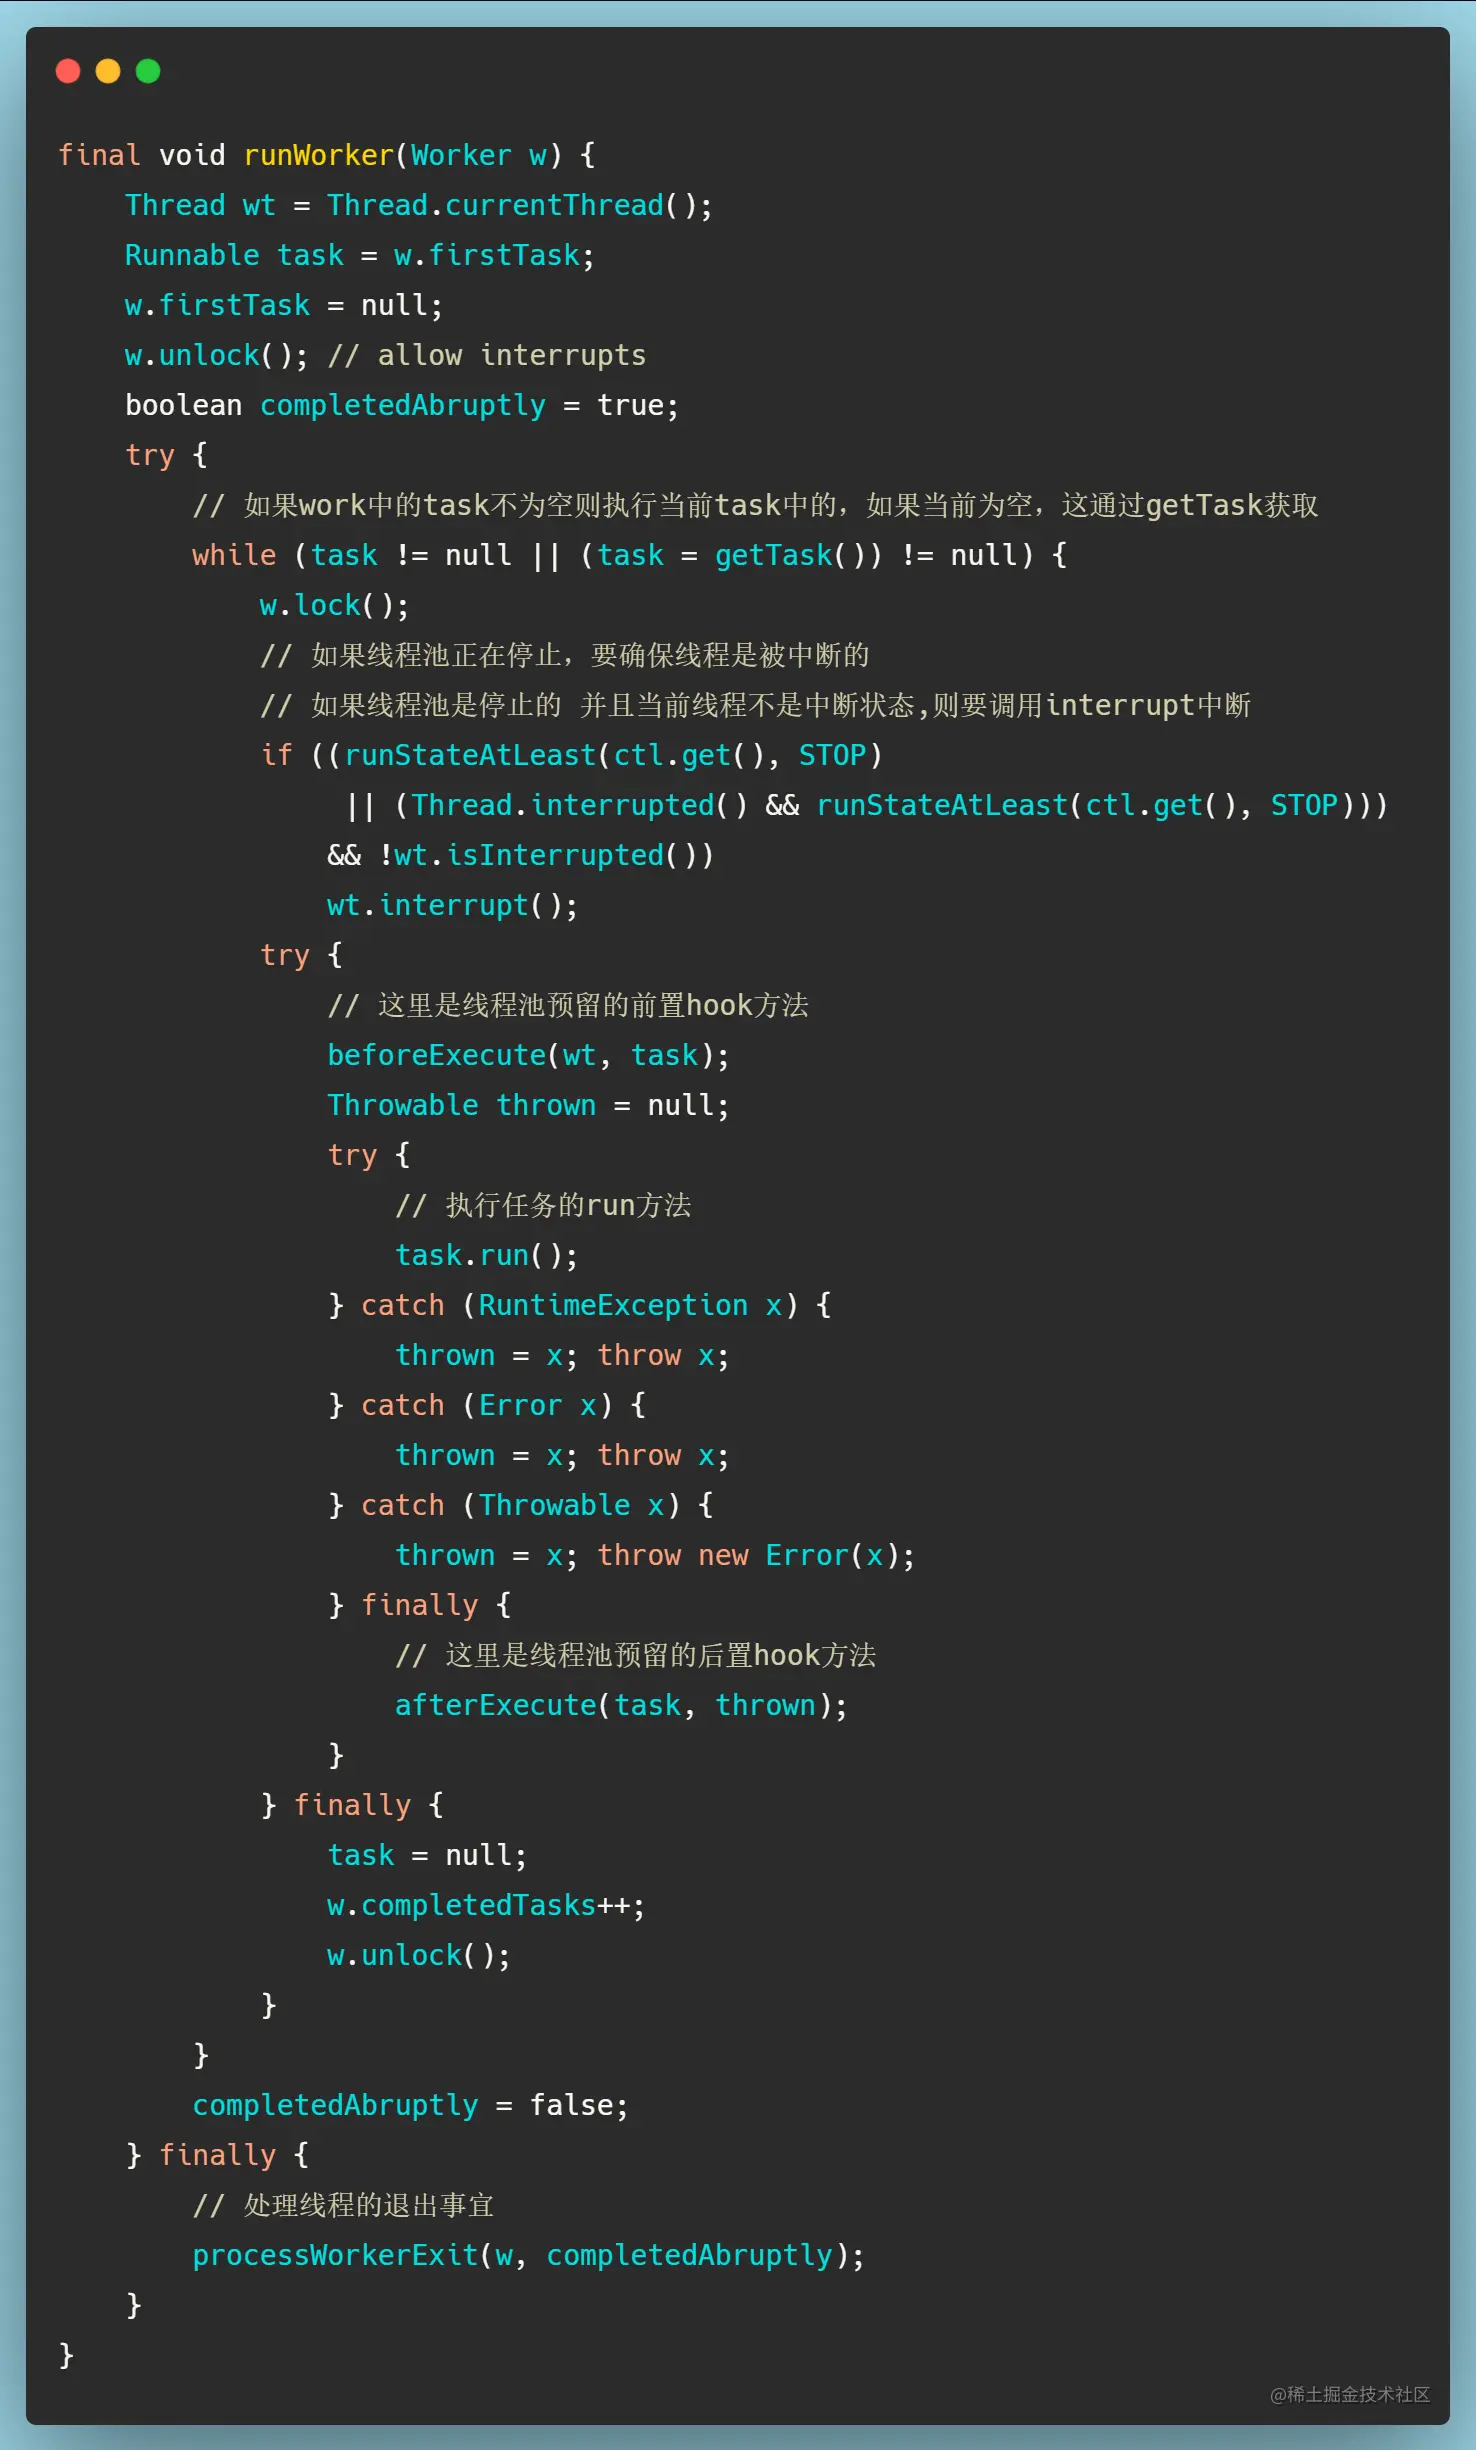 final void runWorker(Worker w) {
    Thread wt = Thread.currentThread();
    Runnable task = w.firstTask;
    w.firstTask = null;
    w.unlock(); // allow interrupts
    boolean completedAbruptly = true;
    try {
        // 如果work中的task不为空则执行当前task中的，如果当前为空，这通过getTask获取
        while (task != null || (task = getTask()) != null) {
            w.lock();
            // 如果线程池正在停止，要确保线程是被中断的
            // 如果线程池是停止的 并且当前线程不是中断状态,则要调用interrupt中断
            if ((runStateAtLeast(ctl.get(), STOP)
                 || (Thread.interrupted() && runStateAtLeast(ctl.get(), STOP)))
                && !wt.isInterrupted())
                wt.interrupt();
            try {
                // 这里是线程池预留的前置hook方法
                beforeExecute(wt, task);
                Throwable thrown = null;
                try {
                    // 执行任务的run方法
                    task.run();
                } catch (RuntimeException x) {
                    thrown = x; throw x;
                } catch (Error x) {
                    thrown = x; throw x;
                } catch (Throwable x) {
                    thrown = x; throw new Error(x);
                } finally {
                    // 这里是线程池预留的后置hook方法
                    afterExecute(task, thrown);
                }
            } finally {
                task = null;
                w.completedTasks++;
                w.unlock();
            }
        }
        completedAbruptly = false;
    } finally {
        // 处理线程的退出事宜
        processWorkerExit(w, completedAbruptly);
    }
}
@稀土掘金技术社区